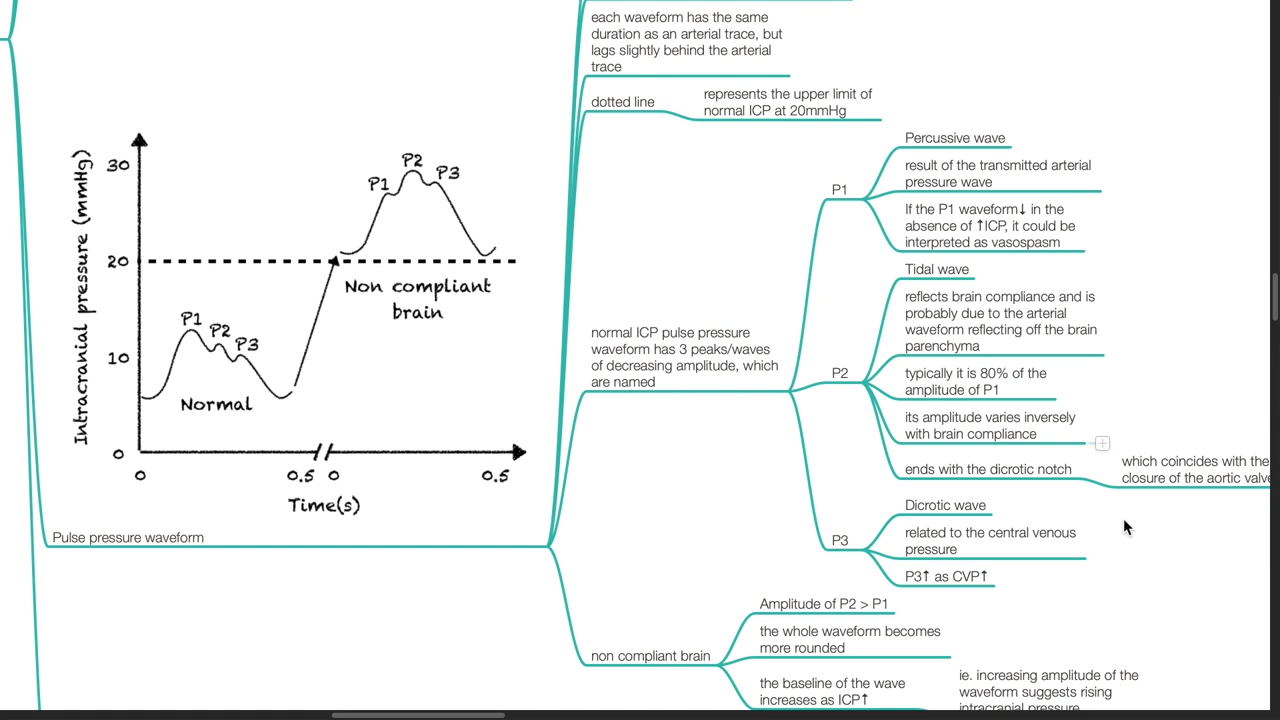 each waveform has the same
duration as an arterial trace, but
lags slightly behind the arterial
trace
dotted line
represents the upper limit of
normal ICP at 20mmHg
Intracranial pressure (mmHg)
30
20
10
0
P1
P2
P3
Normal
P1
P2
P3
Non compliant
brain
0
0.5
0
0.5
Time(s)
Pulse pressure waveform
normal ICP pulse pressure
waveform has 3 peaks/waves
of decreasing amplitude, which
are named
P1
Percussive wave
result of the transmitted arterial
pressure wave
If the P1 waveform↓ in the
absence of ↑ICP, it could be
interpreted as vasospasm
P2
Tidal wave
reflects brain compliance and is
probably due to the arterial
waveform reflecting off the brain
parenchyma
typically it is 80% of the
amplitude of P1
its amplitude varies inversely
with brain compliance
ends with the dicrotic notch
which coincides with the
closure of the aortic valve
P3
Dicrotic wave
related to the central venous
pressure
P3↑ as CVP↑
non compliant brain
Amplitude of P2 > P1
the whole waveform becomes
more rounded
the baseline of the wave
increases as ICP↑
ie. increasing amplitude of the
waveform suggests rising
intracranial pressure